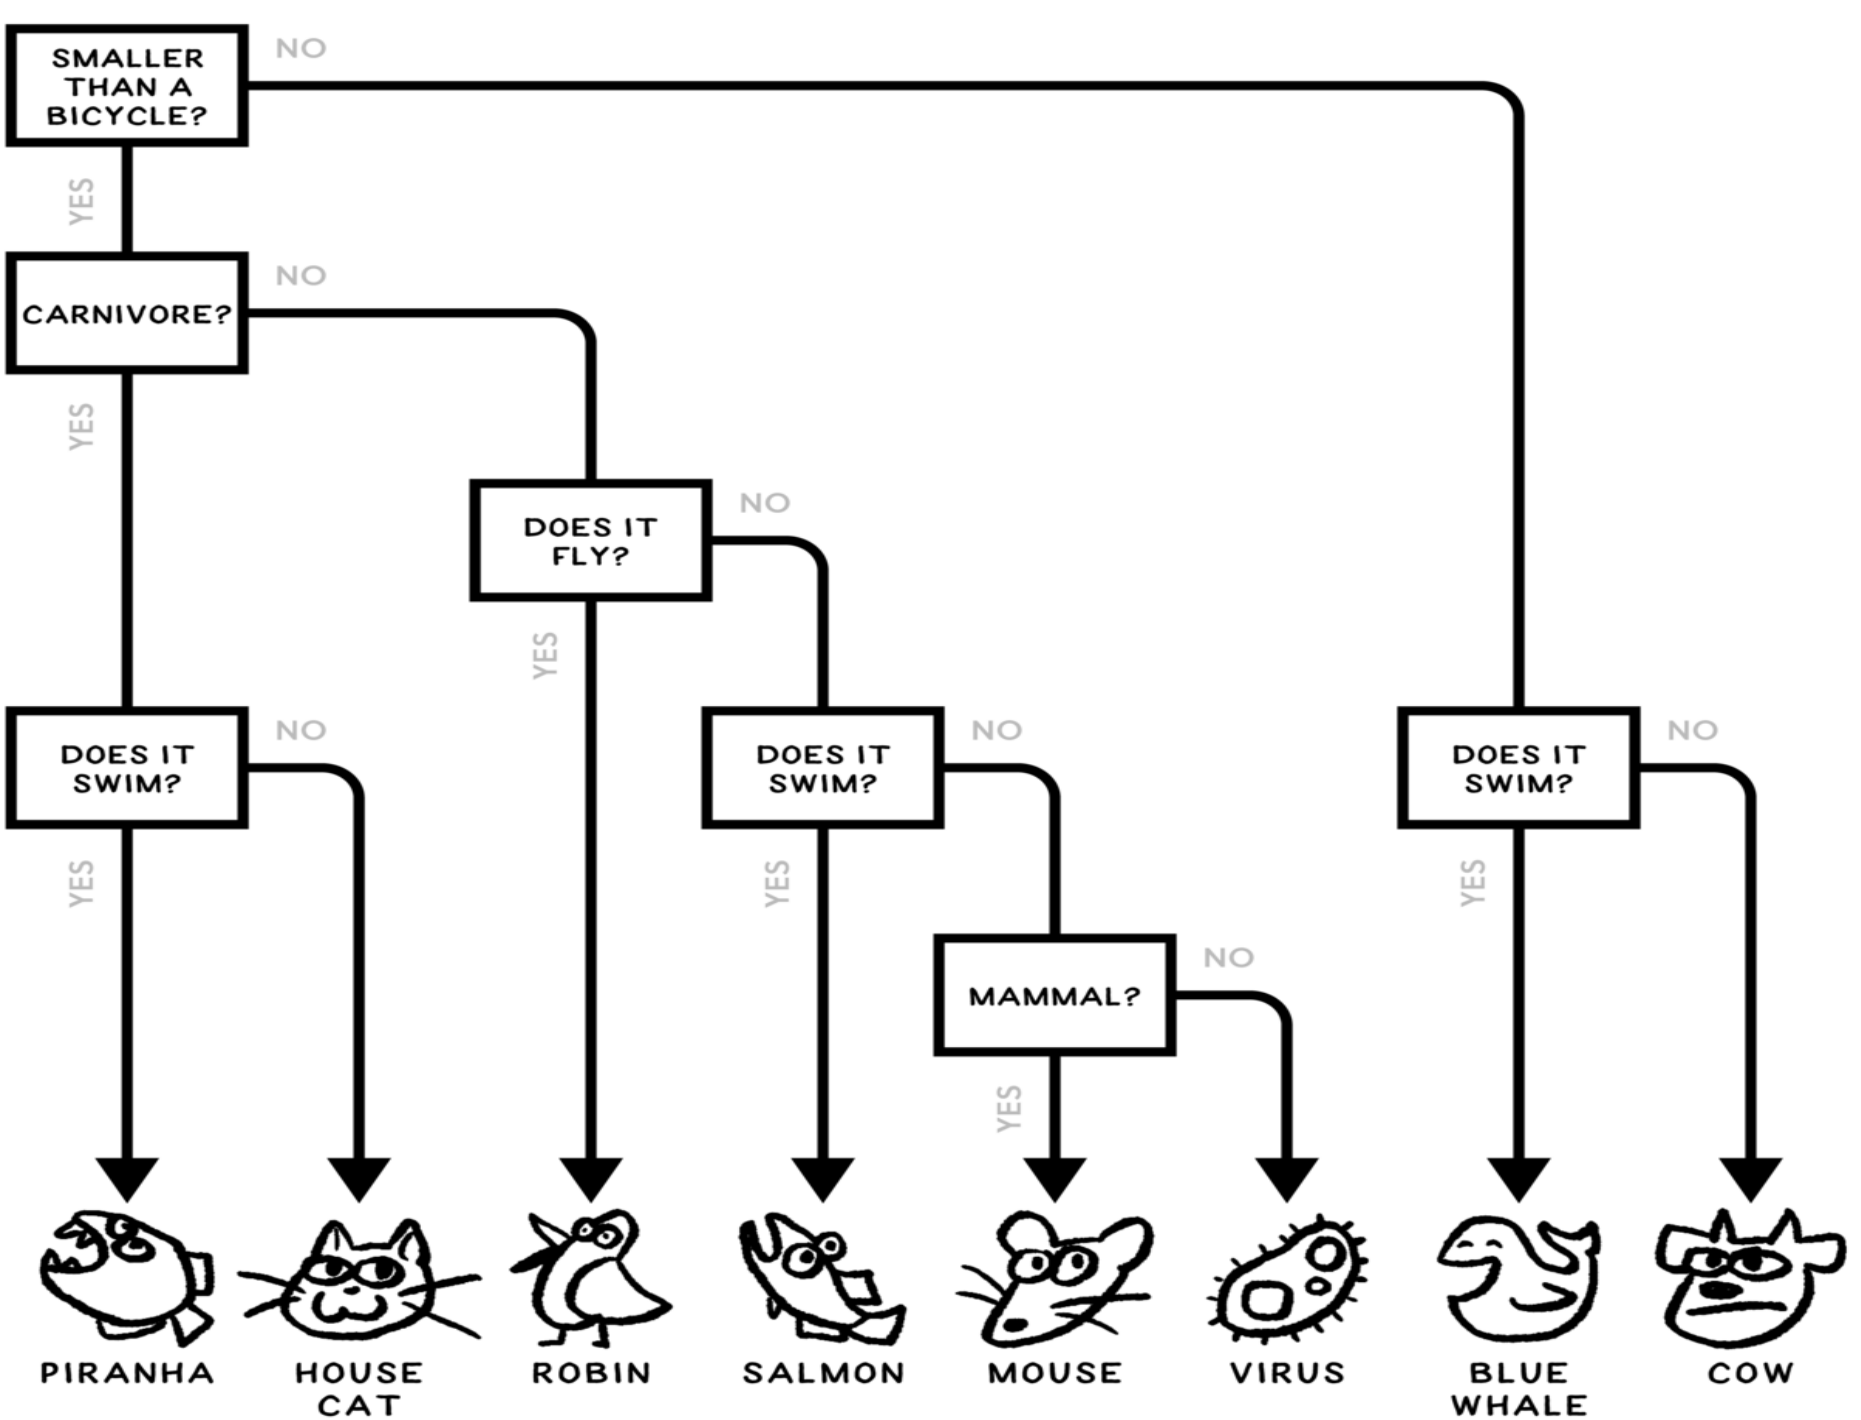 SMALLER
THAN A
BICYCLE?
NO
YES
CARNIVORE?
NO
YES
DOES IT
FLY?
NO
YES
DOES IT
SWIM?
NO
YES
DOES IT
SWIM?
NO
YES
DOES IT
SWIM?
NO
YES
MAMMAL?
NO
YES
PIRANHA
HOUSE
CAT
ROBIN
SALMON
MOUSE
VIRUS
BLUE
WHALE
COW